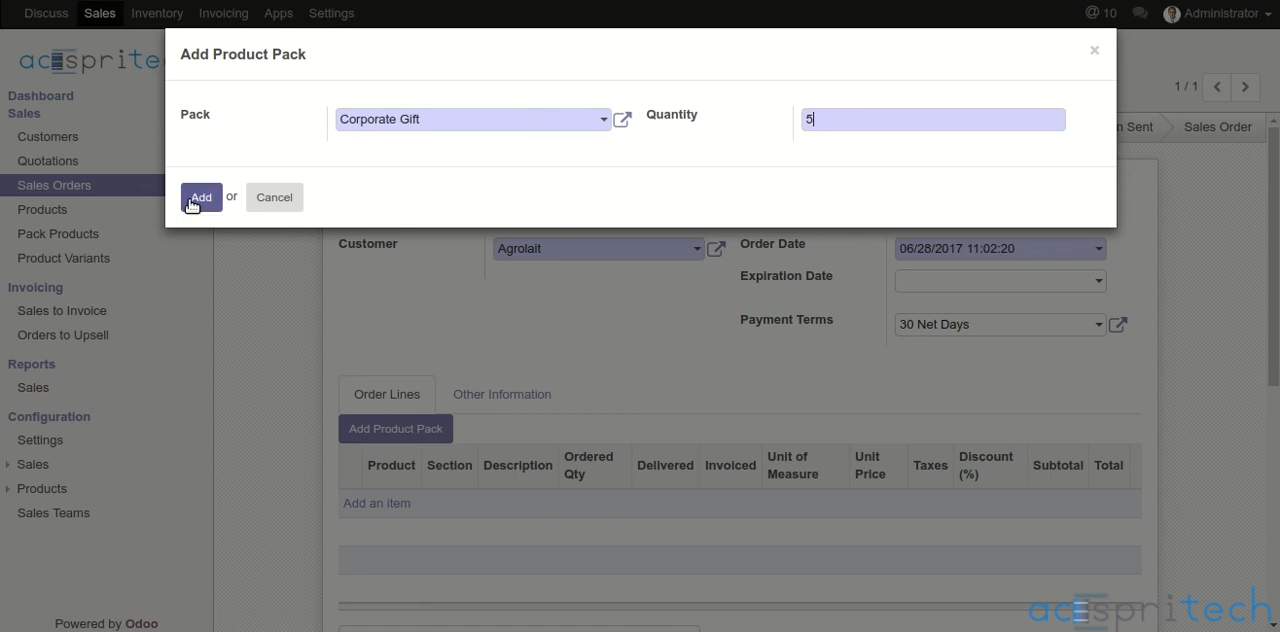 Discuss Sales Inventory Invoicing Apps Settings @ 10 Administrator
Add Product Pack ×
Pack Corporate Gift Quantity 5
Add or Cancel
1 / 1
n Sent Sales Order
Dashboard
Sales
Customers
Quotations
Sales Orders
Products
Pack Products
Product Variants
Invoicing
Sales to Invoice
Orders to Upsell
Reports
Sales
Configuration
Settings
Sales
Products
Sales Teams
Powered by Odoo
Customer Agrolait Order Date 06/28/2017 11:02:20
Expiration Date
Payment Terms 30 Net Days
Order Lines Other Information
Add Product Pack
Product Section Description Ordered Qty Delivered Invoiced Unit of Measure Unit Price Taxes Discount (%) Subtotal Total
Add an item
acespritech